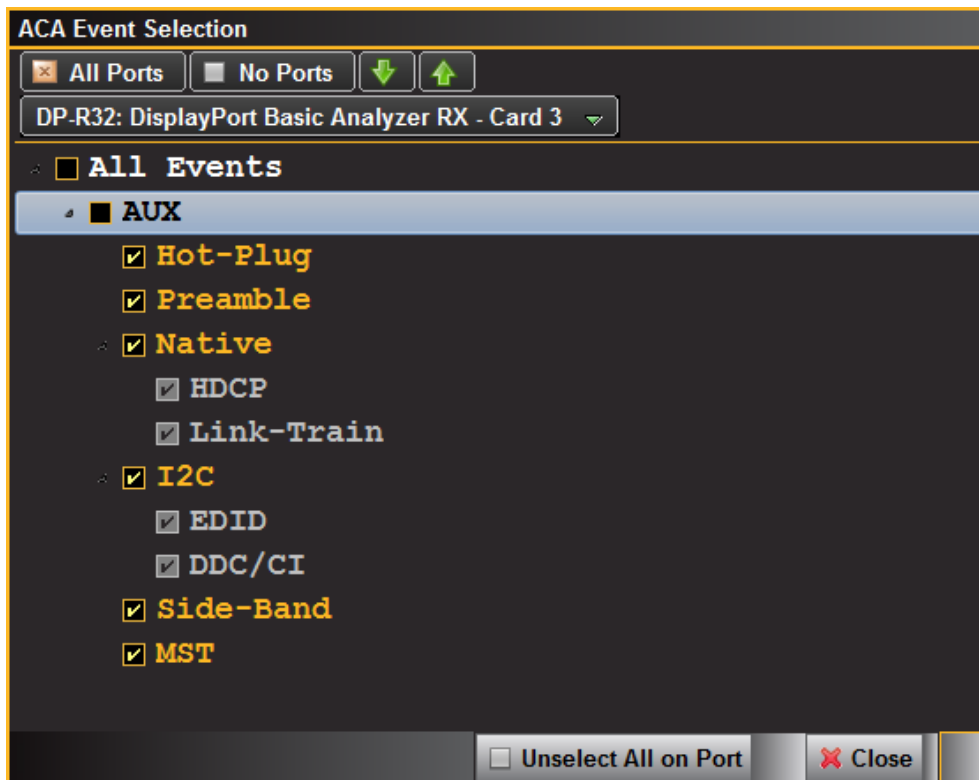 ACA Event Selection
All Ports No Ports
DP-R32: DisplayPort Basic Analyzer RX - Card 3
All Events
AUX
Hot-Plug
Preamble
Native
HDCP
Link-Train
I2C
EDID
DDC/CI
Side-Band
MST
Unselect All on Port Close